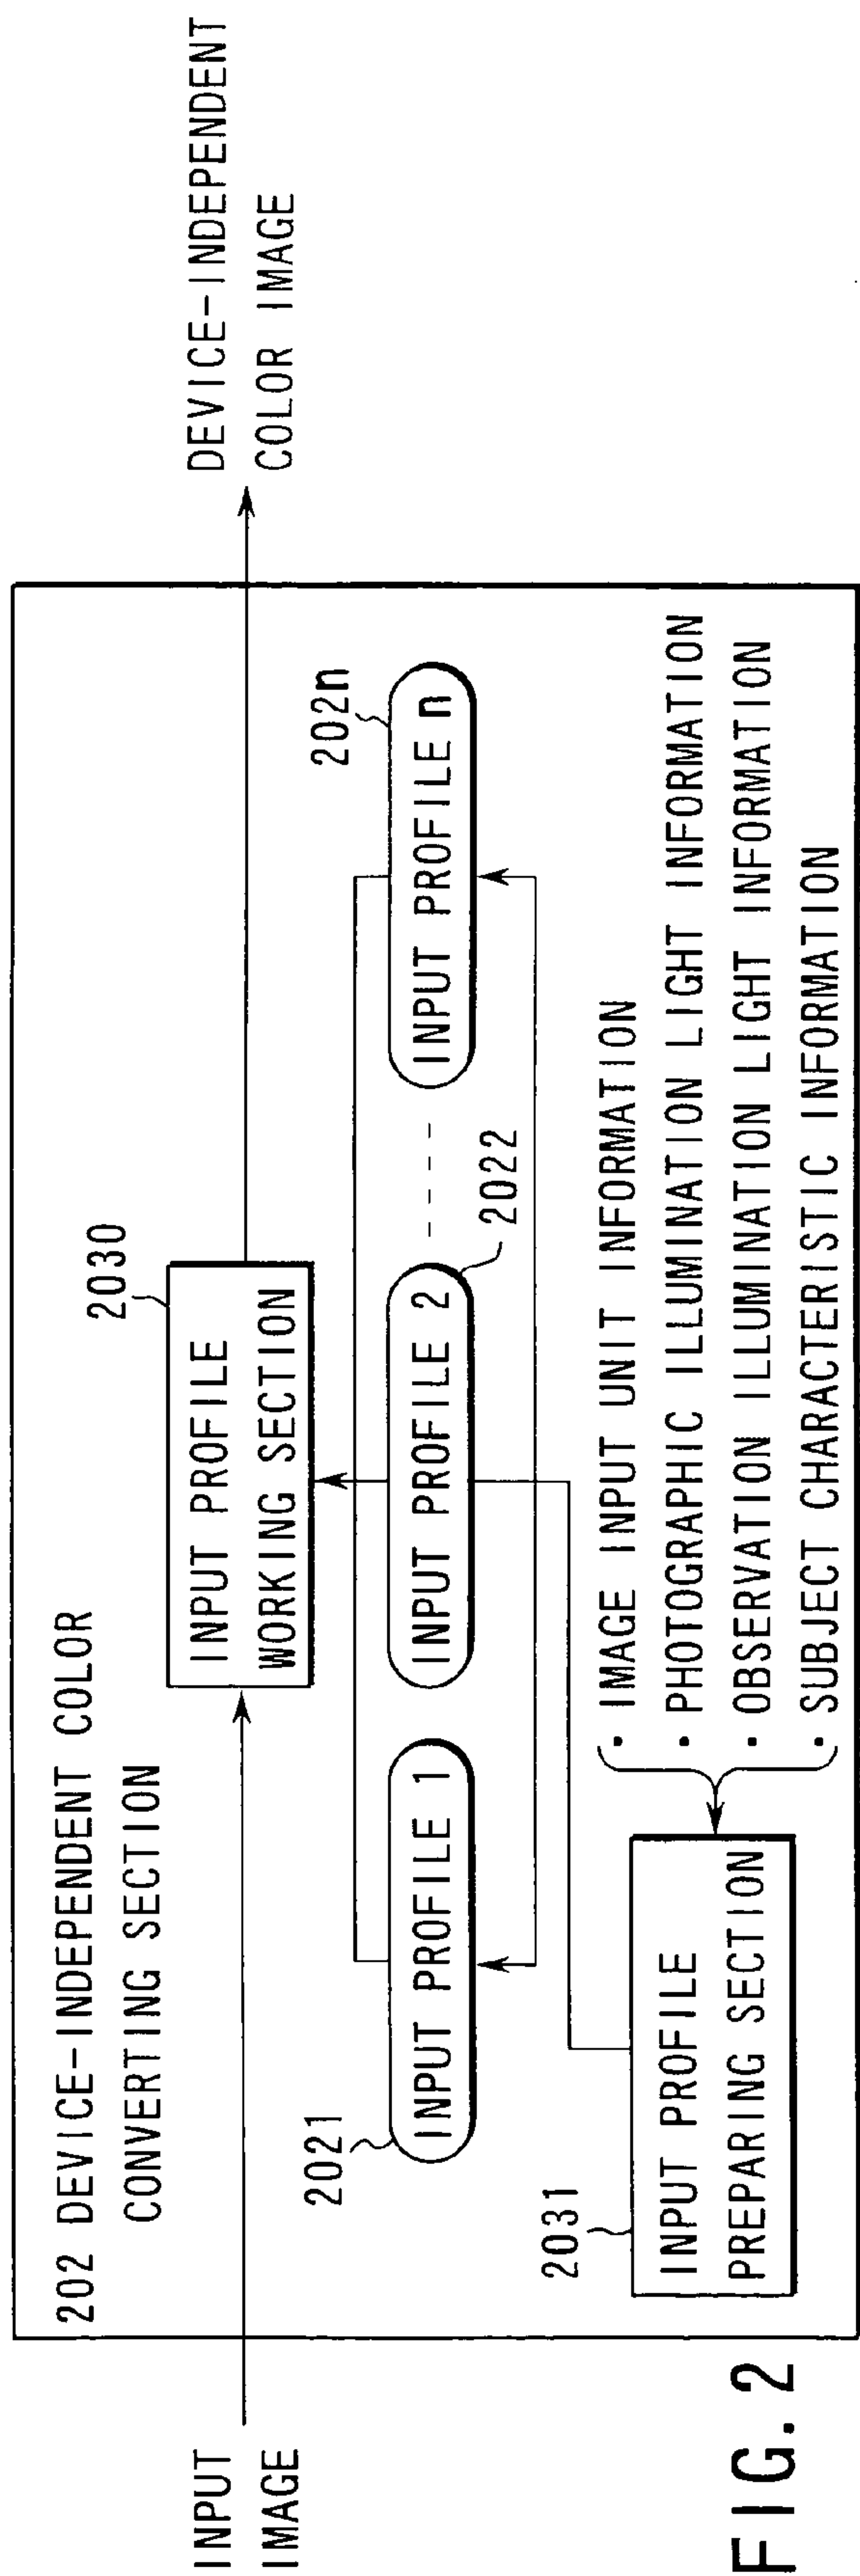 INPUT
IMAGE
202 DEVICE-INDEPENDENT COLOR
CONVERTING SECTION
2030
INPUT PROFILE
WORKING SECTION
DEVICE-INDEPENDENT
COLOR IMAGE
2021
INPUT PROFILE 1
INPUT PROFILE 2
2022
202n
INPUT PROFILE n
2031
INPUT PROFILE
PREPARING SECTION
• IMAGE INPUT UNIT INFORMATION
• PHOTOGRAPHIC ILLUMINATION LIGHT INFORMATION
• OBSERVATION ILLUMINATION LIGHT INFORMATION
• SUBJECT CHARACTERISTIC INFORMATION
FIG. 2